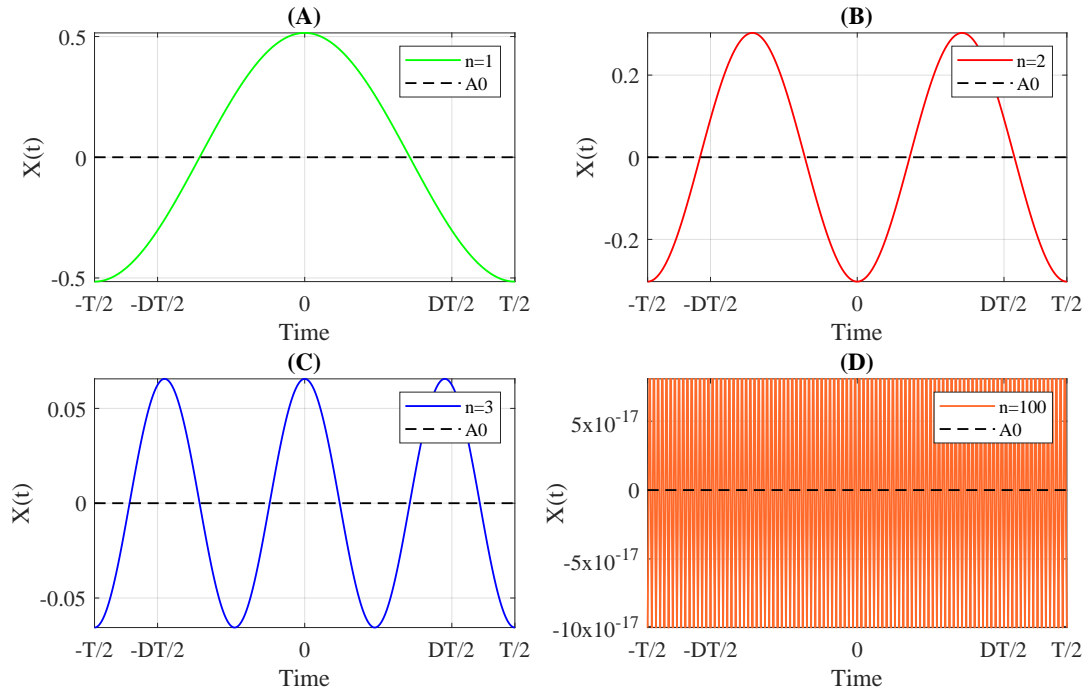 (A)
X(t)
0.5
0
-0.5
n=1
A0
-T/2 -DT/2 0 DT/2 T/2
Time
(B)
X(t)
0.2
0
-0.2
n=2
A0
-T/2 -DT/2 0 DT/2 T/2
Time
(C)
X(t)
0.05
0
-0.05
n=3
A0
-T/2 -DT/2 0 DT/2 T/2
Time
(D)
X(t)
5x10⁻¹⁷
0
-5x10⁻¹⁷
-10x10⁻¹⁷
n=100
A0
-T/2 -DT/2 0 DT/2 T/2
Time